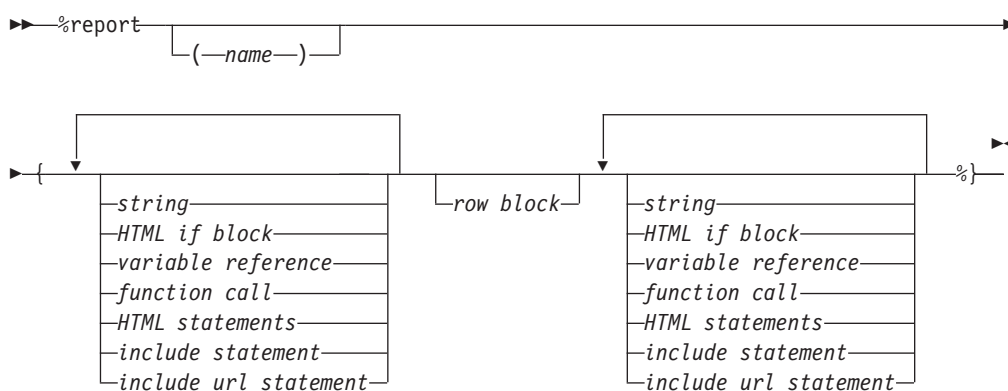 %report
( name )
{ %}
string string
HTML if block row block HTML if block
variable reference variable reference
function call function call
HTML statements HTML statements
include statement include statement
include url statement include url statement